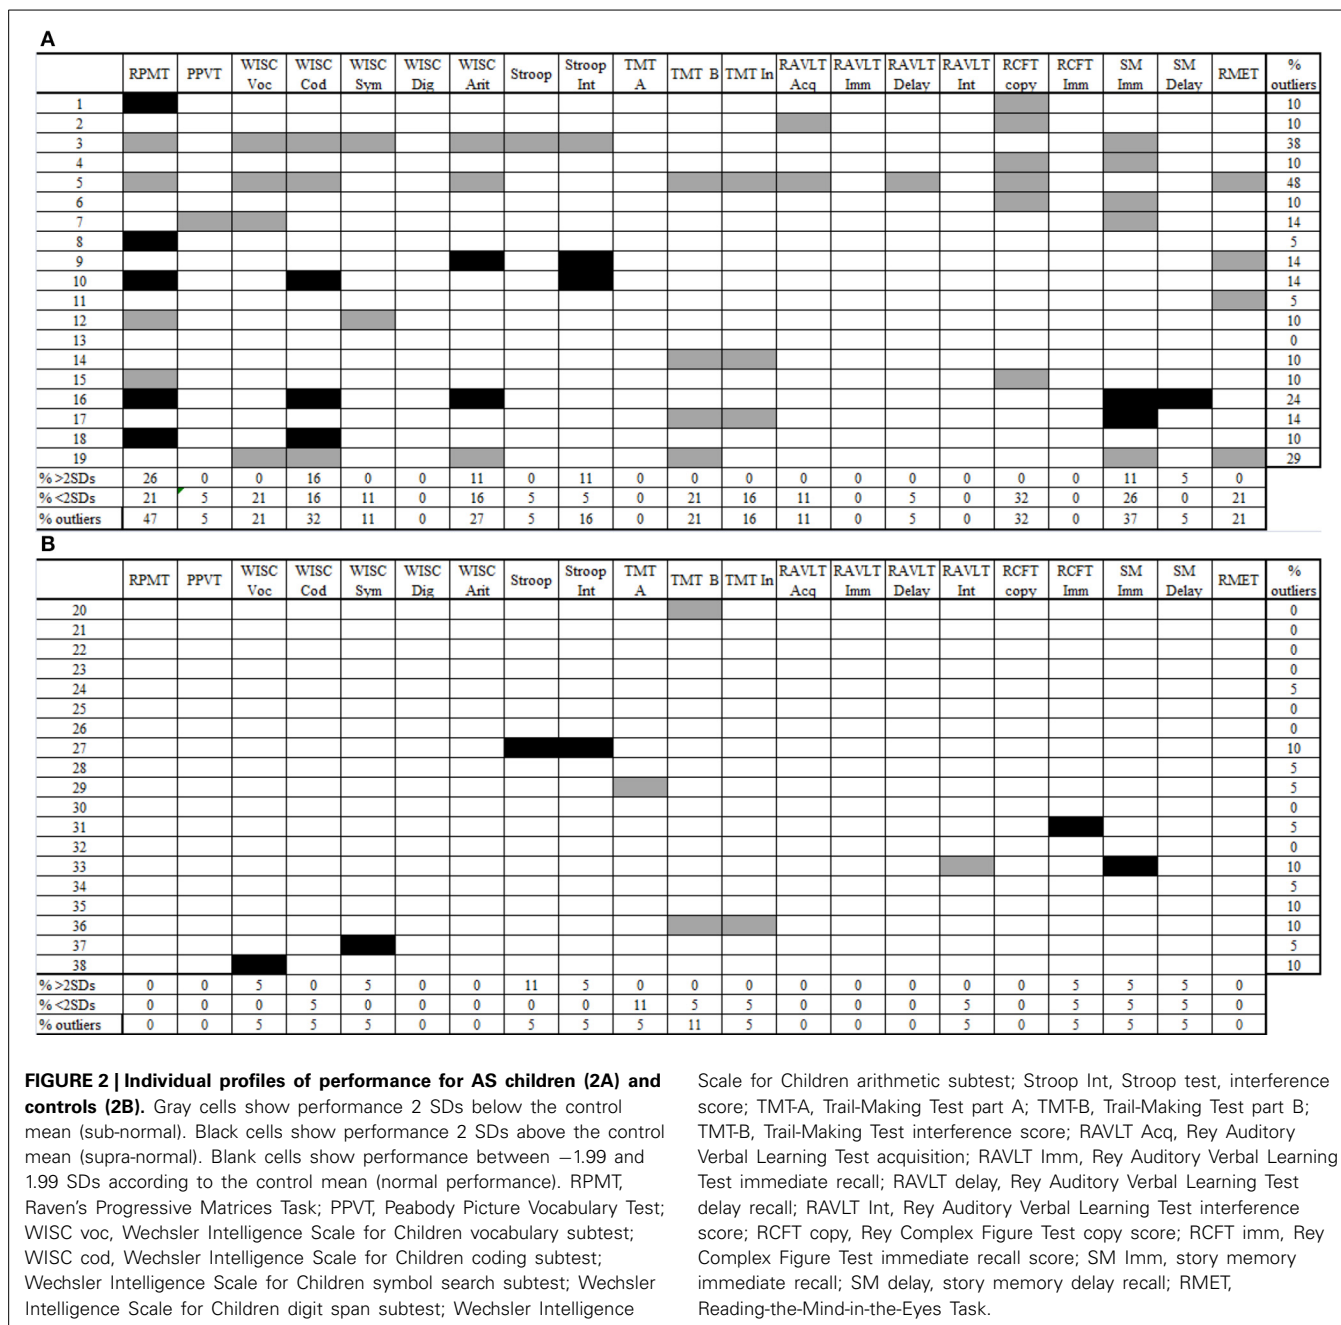 A
RPMT PPVT WISC Voc WISC Cod WISC Sym WISC Dig WISC Arit Stroop Stroop Int TMT A TMT B TMT In RAVLT Acq RAVLT Imm RAVLT Delay RAVLT Int RCFT copy RCFT Imm SM Imm SM Delay RMET % outliers
1 10
2 10
3 38
4 10
5 48
6 10
7 14
8 5
9 14
10 14
11 5
12 10
13 0
14 10
15 10
16 24
17 14
18 10
19 29
% >2SDs 26 0 0 16 0 0 11 0 11 0 0 0 0 0 0 0 0 0 11 5 0
% <2SDs 21 5 21 16 11 0 16 5 5 0 21 16 11 0 5 0 32 0 26 0 21
% outliers 47 5 21 32 11 0 27 5 16 0 21 16 11 0 5 0 32 0 37 5 21
B
RPMT PPVT WISC Voc WISC Cod WISC Sym WISC Dig WISC Arit Stroop Stroop Int TMT A TMT B TMT In RAVLT Acq RAVLT Imm RAVLT Delay RAVLT Int RCFT copy RCFT Imm SM Imm SM Delay RMET % outliers
20 0
21 0
22 0
23 0
24 5
25 0
26 0
27 10
28 5
29 5
30 0
31 5
32 0
33 10
34 5
35 10
36 10
37 5
38 10
% >2SDs 0 0 5 0 5 0 0 11 5 0 0 0 0 0 0 0 0 5 5 5 0
% <2SDs 0 0 0 5 0 0 0 0 0 11 5 5 0 0 0 5 0 5 5 5 0
% outliers 0 0 5 5 5 0 0 5 5 5 11 5 0 0 0 5 0 5 5 5 0
FIGURE 2 | Individual profiles of performance for AS children (2A) and
controls (2B). Gray cells show performance 2 SDs below the control
mean (sub-normal). Black cells show performance 2 SDs above the control
mean (supra-normal). Blank cells show performance between −1.99 and
1.99 SDs according to the control mean (normal performance). RPMT,
Raven's Progressive Matrices Task; PPVT, Peabody Picture Vocabulary Test;
WISC voc, Wechsler Intelligence Scale for Children vocabulary subtest;
WISC cod, Wechsler Intelligence Scale for Children coding subtest;
Wechsler Intelligence Scale for Children symbol search subtest; Wechsler
Intelligence Scale for Children digit span subtest; Wechsler Intelligence
Scale for Children arithmetic subtest; Stroop Int, Stroop test, interference
score; TMT-A, Trail-Making Test part A; TMT-B, Trail-Making Test part B;
TMT-B, Trail-Making Test interference score; RAVLT Acq, Rey Auditory
Verbal Learning Test acquisition; RAVLT Imm, Rey Auditory Verbal Learning
Test immediate recall; RAVLT delay, Rey Auditory Verbal Learning Test
delay recall; RAVLT Int, Rey Auditory Verbal Learning Test interference
score; RCFT copy, Rey Complex Figure Test copy score; RCFT imm, Rey
Complex Figure Test immediate recall score; SM Imm, story memory
immediate recall; SM delay, story memory delay recall; RMET,
Reading-the-Mind-in-the-Eyes Task.